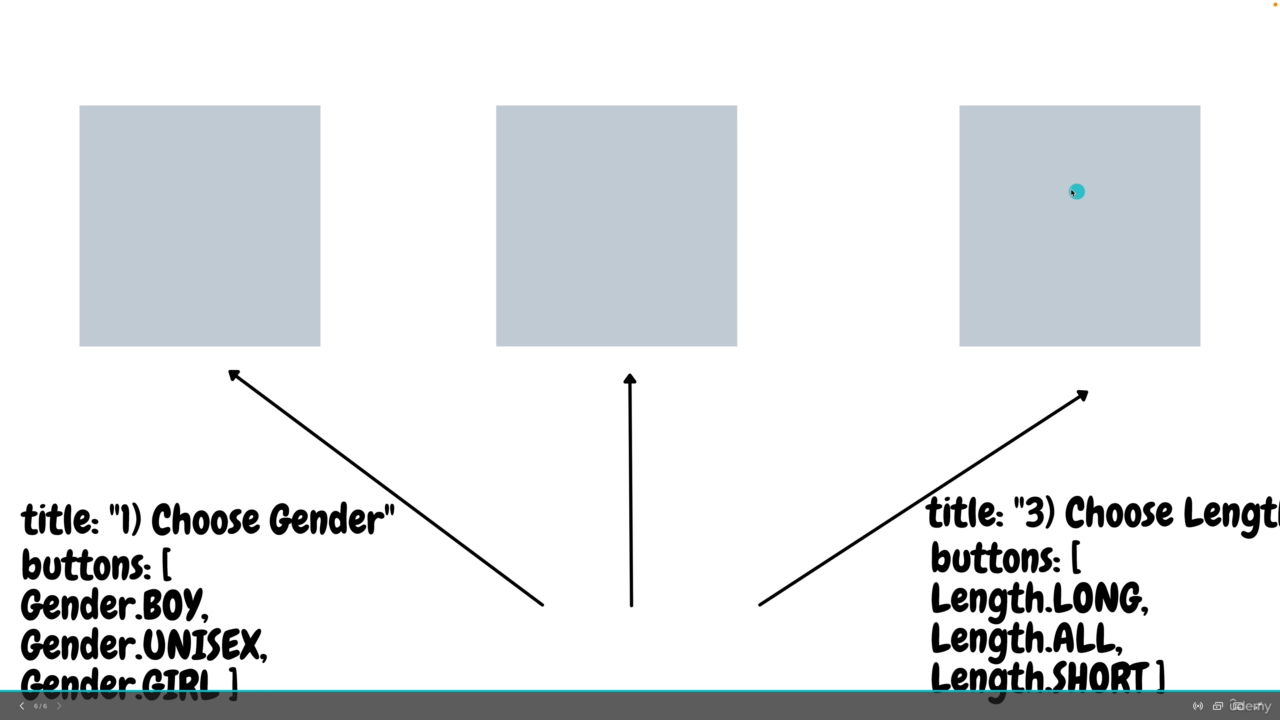 title: "1) Choose Gender"
buttons: [
Gender.BOY,
Gender.UNISEX,
Gender.GIRL ]
title: "3) Choose Lengt
buttons: [
Length.LONG,
Length.ALL,
Length.SHORT ]
6/6
udemy